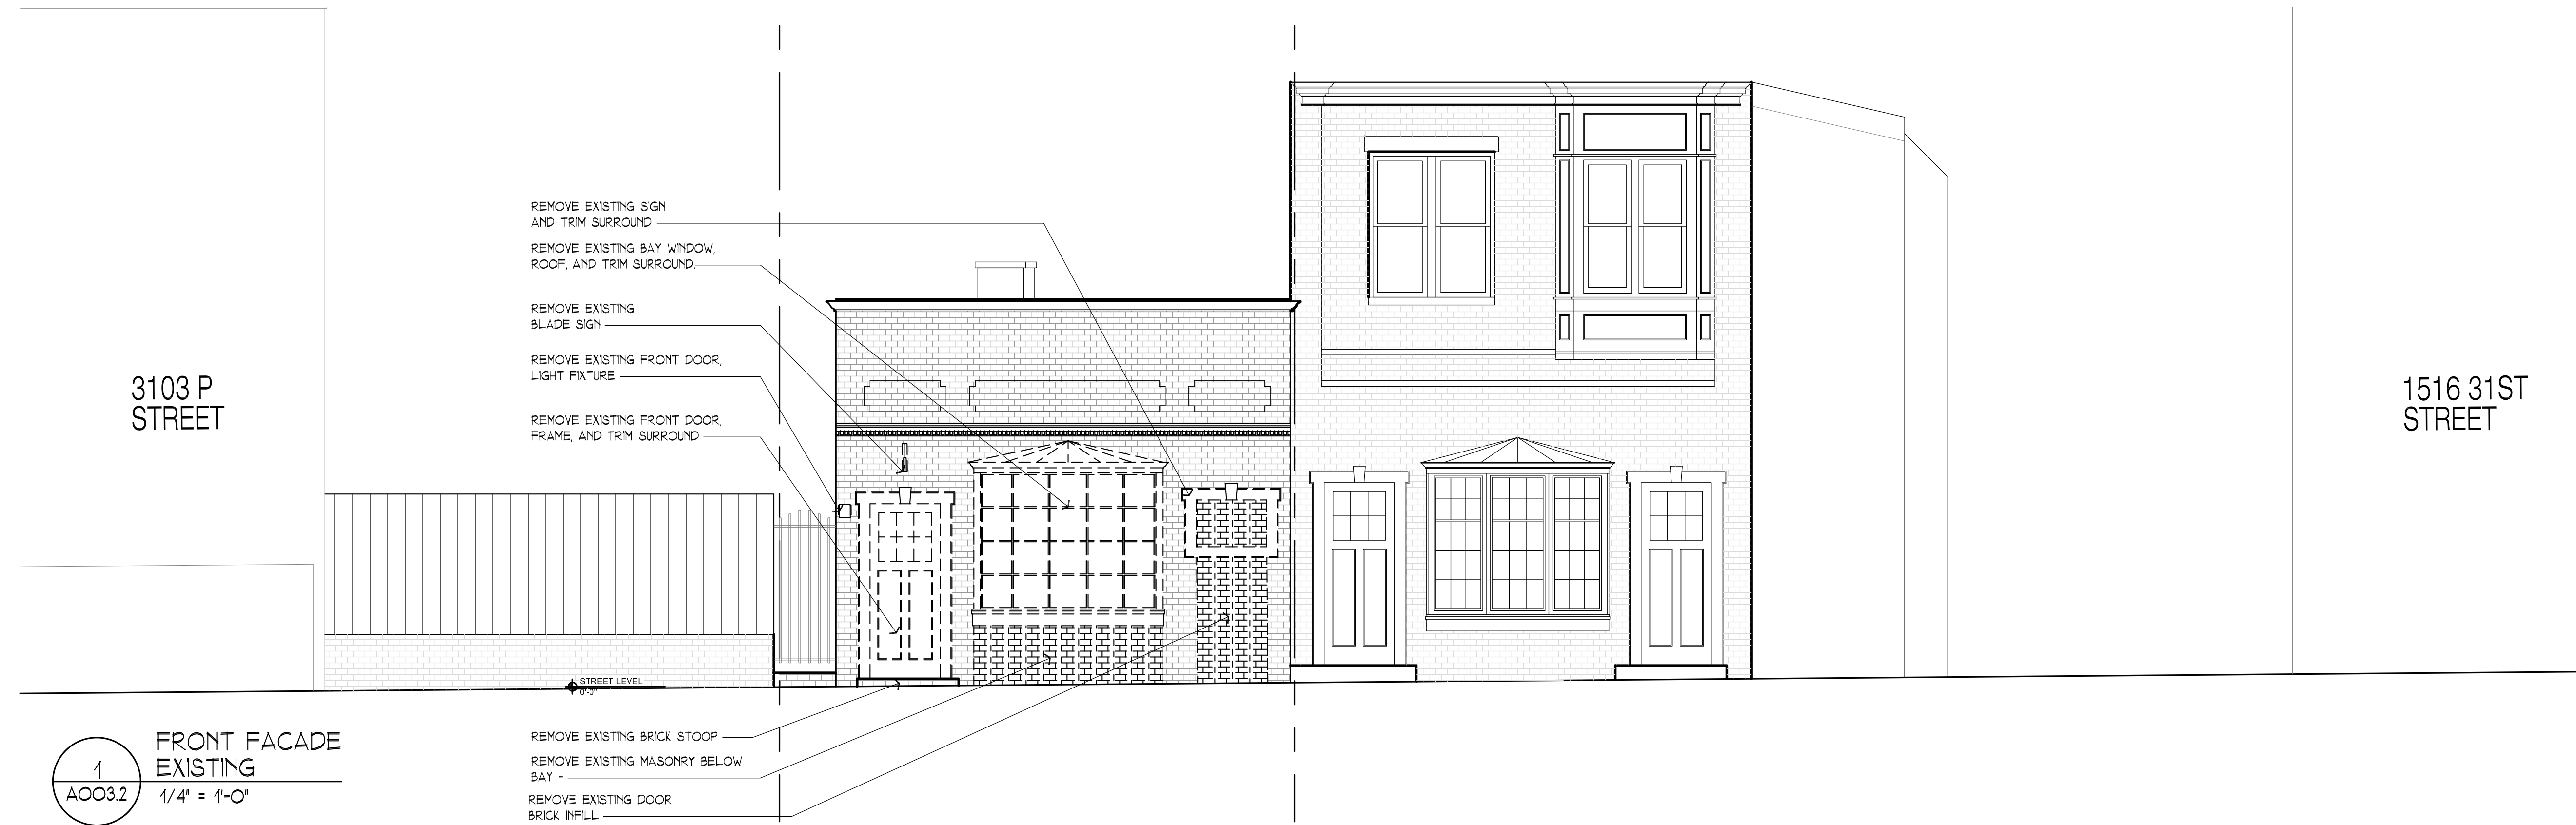 REMOVE EXISTING SIGN
AND TRIM SURROUND
REMOVE EXISTING BAY WINDOW,
ROOF, AND TRIM SURROUND.
REMOVE EXISTING
BLADE SIGN
REMOVE EXISTING FRONT DOOR,
LIGHT FIXTURE
REMOVE EXISTING FRONT DOOR,
FRAME, AND TRIM SURROUND
3103 P
STREET
1516 31ST
STREET
STREET LEVEL
0'-0"
REMOVE EXISTING BRICK STOOP
REMOVE EXISTING MASONRY BELOW
BAY -
REMOVE EXISTING DOOR
BRICK INFILL
1
A003.2
FRONT FACADE
EXISTING
1/4" = 1'-0"